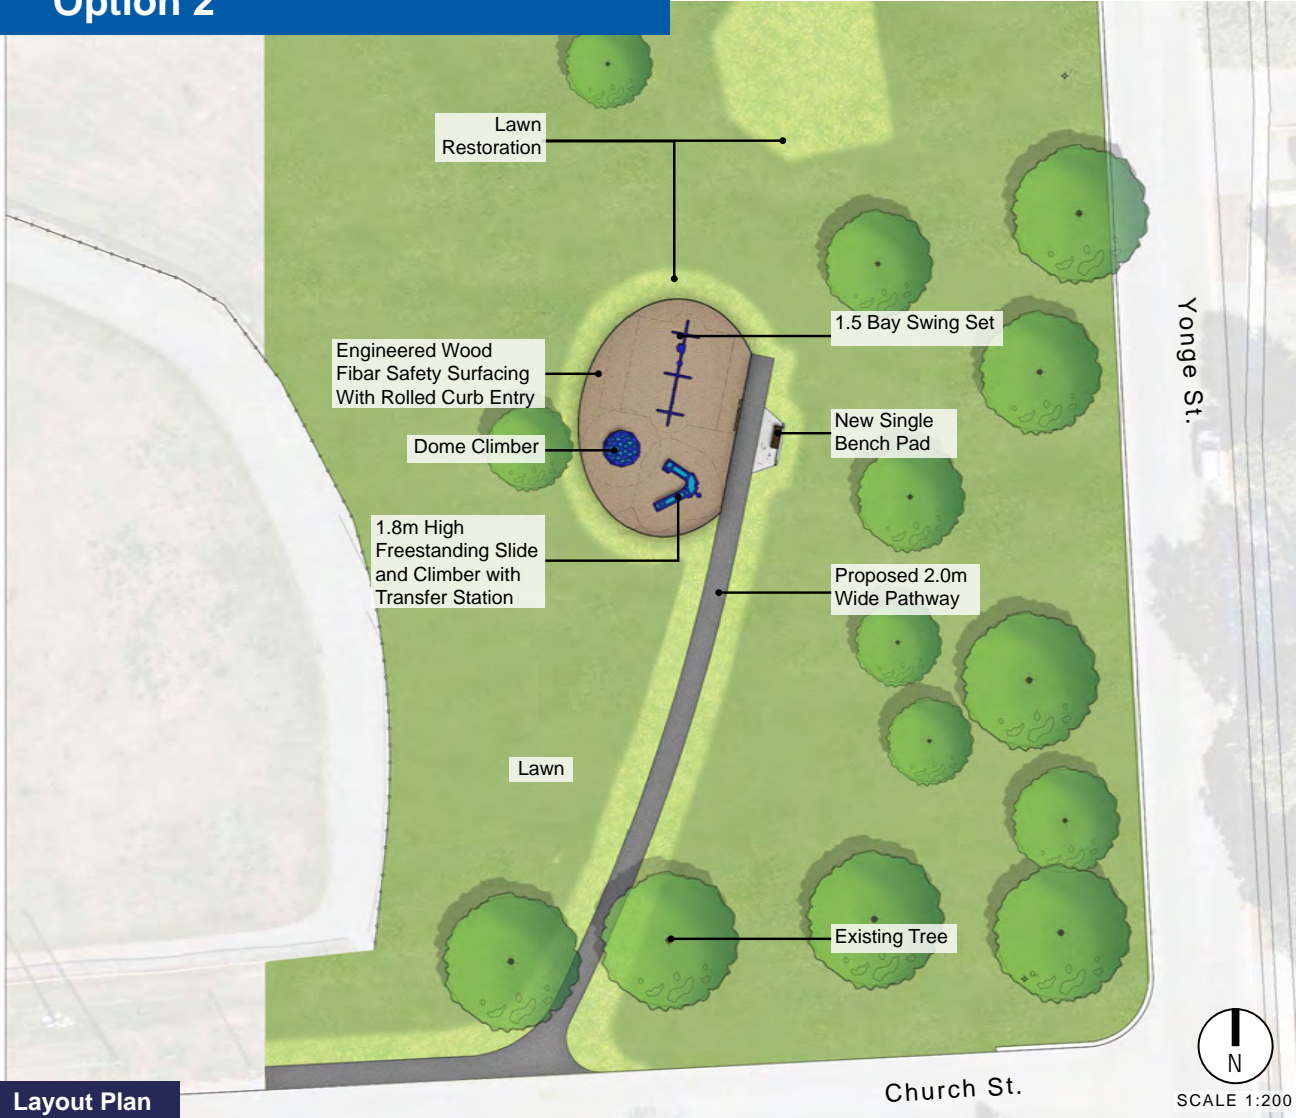 Option 2
Lawn
Restoration
1.5 Bay Swing Set
Engineered Wood
Fibar Safety Surfacing
With Rolled Curb Entry
New Single
Bench Pad
Dome Climber
1.8m High
Freestanding Slide
and Climber with
Transfer Station
Proposed 2.0m
Wide Pathway
Lawn
Existing Tree
Yonge St.
Church St.
N
SCALE 1:200
Layout Plan